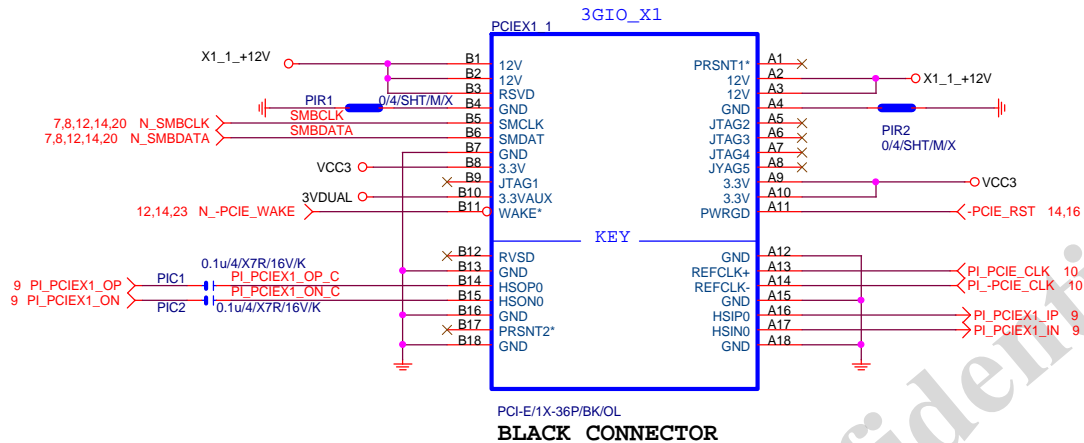 3GIO_X1
PCIEX1_1
X1_1_+12V B1 12V PRSNT1* A1
B2 12V 12V A2 X1_1_+12V
B3 RSVD 12V A3
PIR1 0/4/SHT/M/X B4 GND GND A4
7,8,12,14,20 N_SMBCLK SMBCLK B5 SMCLK JTAG2 A5
7,8,12,14,20 N_SMBDATA SMBDATA B6 SMDAT JTAG3 A6 PIR2
B7 GND JTAG4 A7 0/4/SHT/M/X
VCC3 B8 3.3V JYAG5 A8
B9 JTAG1 3.3V A9 VCC3
3VDUAL B10 3.3VAUX 3.3V A10
12,14,23 N_-PCIE_WAKE B11 WAKE* PWRGD A11 -PCIE_RST 14,16
KEY
B12 RVSD GND A12
0.1u/4/X7R/16V/K B13 GND REFCLK+ A13 PI_PCIE_CLK 10
9 PI_PCIEX1_OP PIC1 PI_PCIEX1_OP_C B14 HSOP0 REFCLK- A14 PI_-PCIE_CLK 10
9 PI_PCIEX1_ON PIC2 PI_PCIEX1_ON_C B15 HSON0 GND A15
0.1u/4/X7R/16V/K B16 GND HSIP0 A16 PI_PCIEX1_IP 9
B17 PRSNT2* HSIN0 A17 PI_PCIEX1_IN 9
B18 GND GND A18
PCI-E/1X-36P/BK/OL
BLACK CONNECTOR
fidenti